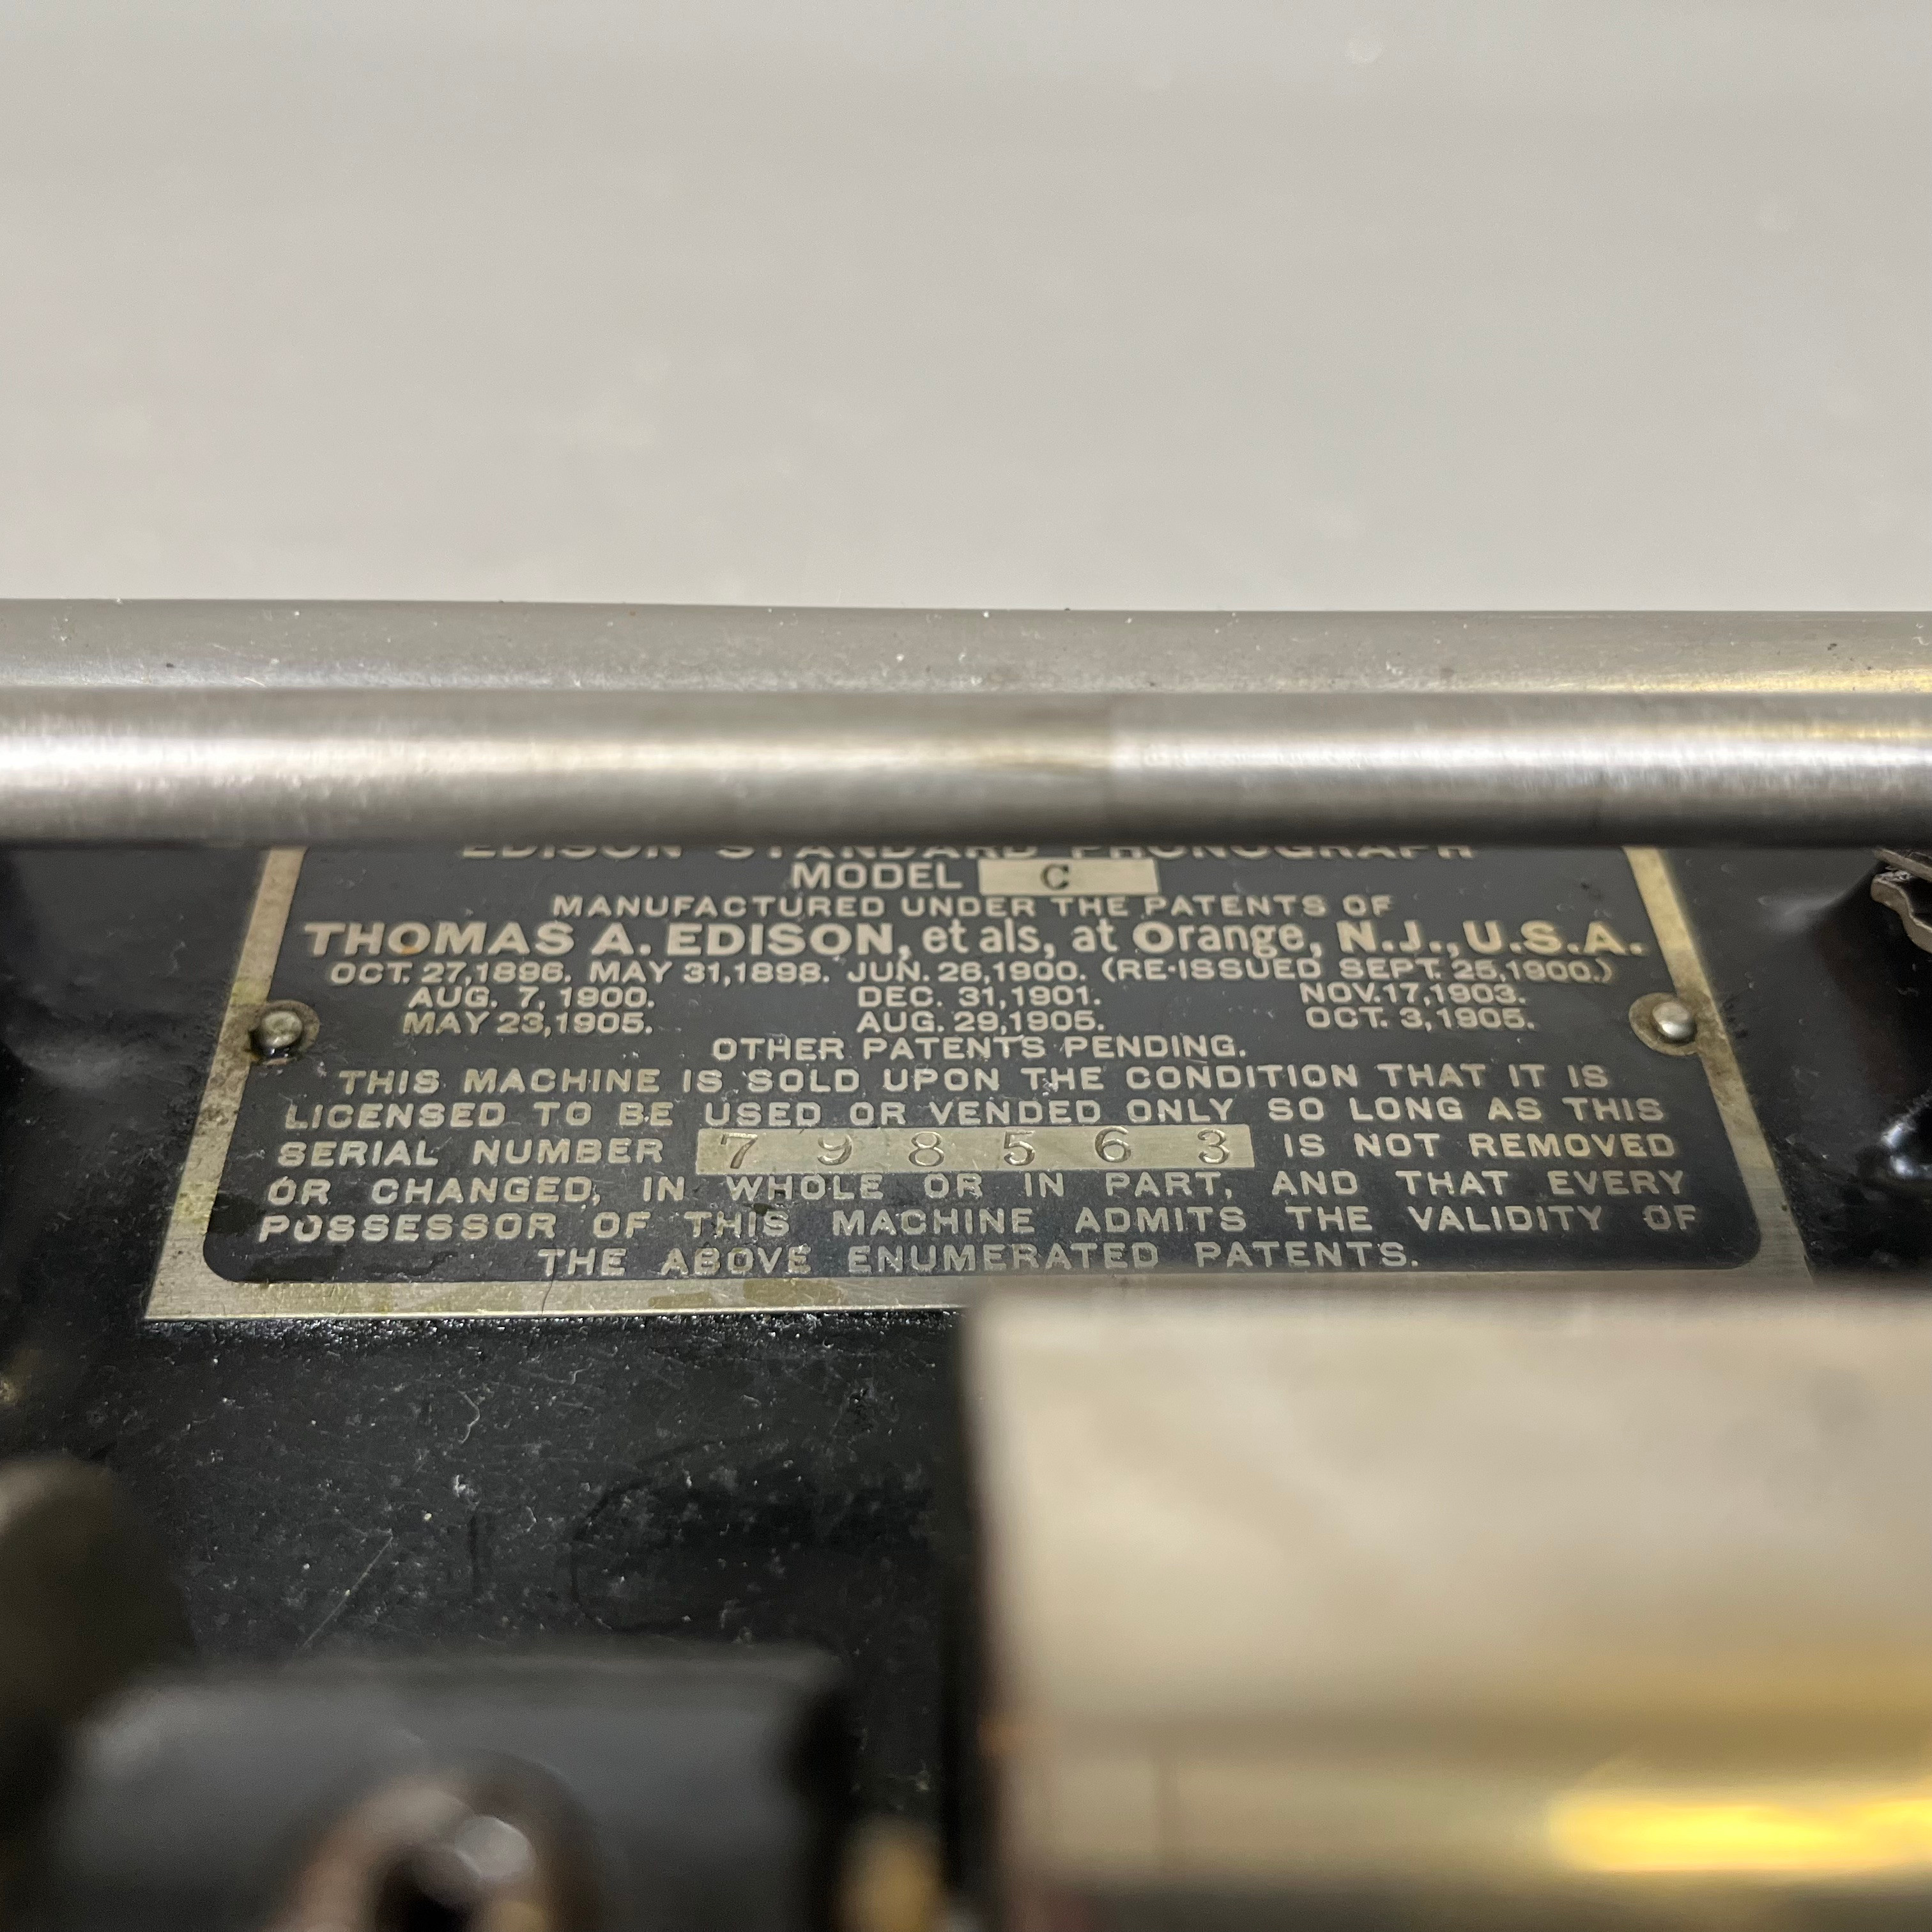 EDISON STANDARD PHONOGRAPH
MODEL C
MANUFACTURED UNDER THE PATENTS OF
THOMAS A. EDISON, et als, at Orange, N.J., U.S.A.
OCT. 27, 1896. MAY 31, 1898. JUN. 26, 1900. (RE-ISSUED SEPT. 25, 1900.)
AUG. 7, 1900. DEC. 31, 1901. NOV. 17, 1903.
MAY 23, 1905. AUG. 29, 1905. OCT. 3, 1905.
OTHER PATENTS PENDING.
THIS MACHINE IS SOLD UPON THE CONDITION THAT IT IS
LICENSED TO BE USED OR VENDED ONLY SO LONG AS THIS
SERIAL NUMBER 798563 IS NOT REMOVED
OR CHANGED, IN WHOLE OR IN PART, AND THAT EVERY
POSSESSOR OF THIS MACHINE ADMITS THE VALIDITY OF
THE ABOVE ENUMERATED PATENTS.